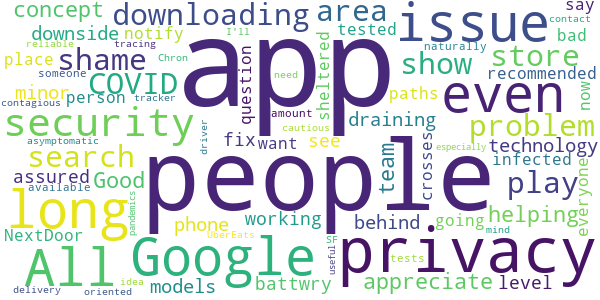 concept downloading area issue say contact
downside notify tested bad
reliable tracing I'll someone
place shame Chron question sheltered show store
COVID app naturally recommended
minor person need tracker paths even now
contagious amount draining
security cautious problem
asymptomatic driver fix want see crosses technology
search especially infected
assured Good people team play everyone
available pandemics
long phone working behind going helping
NextDoor UberEats SF mind
All Google privacy
idea useful tests
delivery oriented models battwry appreciate level